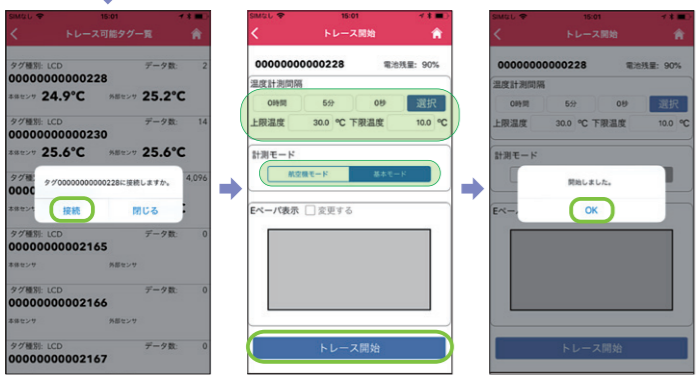 SIMなし 15:01
トレース可能タグ一覧
タグ種別: LCD データ数: 2
00000000000228
本体センサ 24.9°C 外部センサ 25.2°C
タグ種別: LCD データ数: 14
00000000000230
本体センサ 25.6°C 外部センサ 25.6°C
タグ種 4,096
0000
タグ00000000000228に接続しますか。
接続 閉じる
本体センサ
タグ種別: LCD データ数: 0
00000000002165
本体センサ 外部センサ
タグ種別: LCD データ数: 0
00000000002166
本体センサ 外部センサ
タグ種別: LCD データ数: 0
00000000002167
SIMなし 15:01
トレース開始
00000000000228 電池残量: 90%
温度計測間隔
0時間 5分 0秒 選択
上限温度 30.0 °C 下限温度 10.0 °C
計測モード
航空機モード 基本モード
Eペーパ表示 変更する
トレース開始
SIMなし 15:01
トレース開始
00000000000228 電池残量: 90%
温度計測間隔
0時間 5分 0秒 選択
上限温度 30.0 °C 下限温度 10.0 °C
計測モード
開始しました。
OK
Eペー
トレース開始